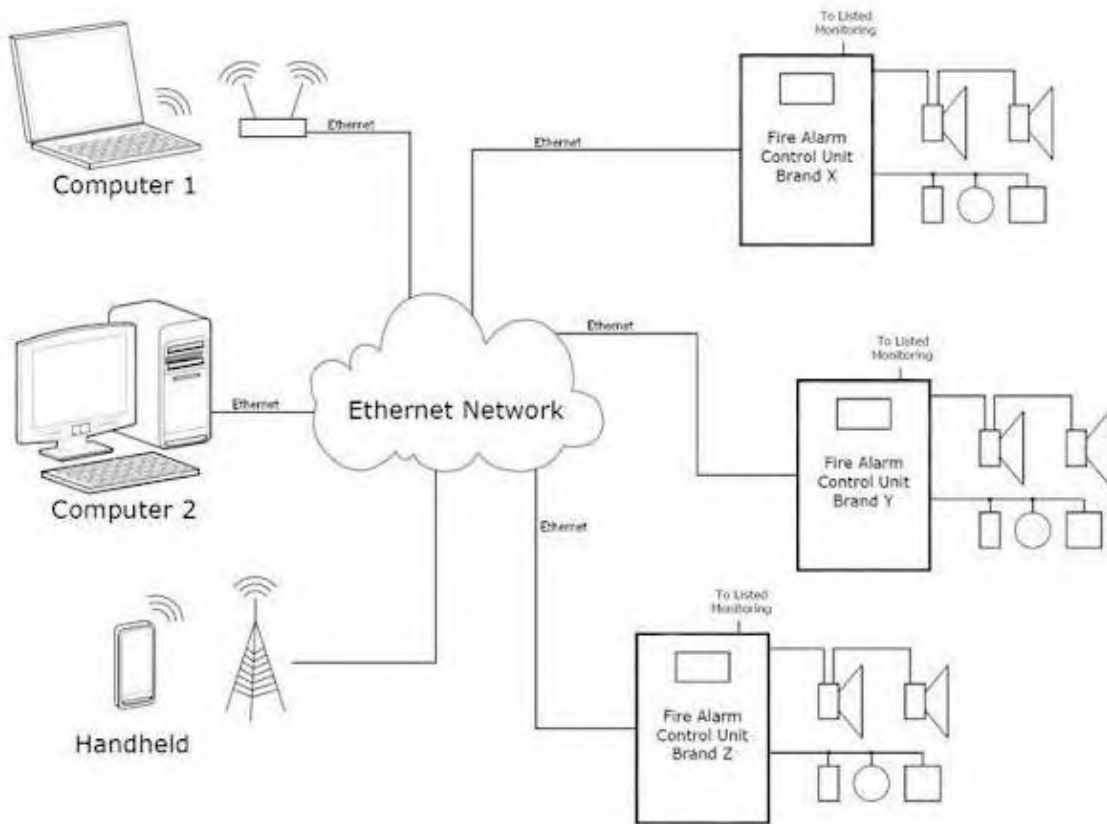 To Listed
Monitoring
Ethernet
Ethernet
Fire Alarm
Control Unit
Brand X
Computer 1
Ethernet
To Listed
Monitoring
Ethernet
Ethernet Network
Fire Alarm
Control Unit
Brand Y
Computer 2
Ethernet
To Listed
Monitoring
Fire Alarm
Control Unit
Brand Z
Handheld